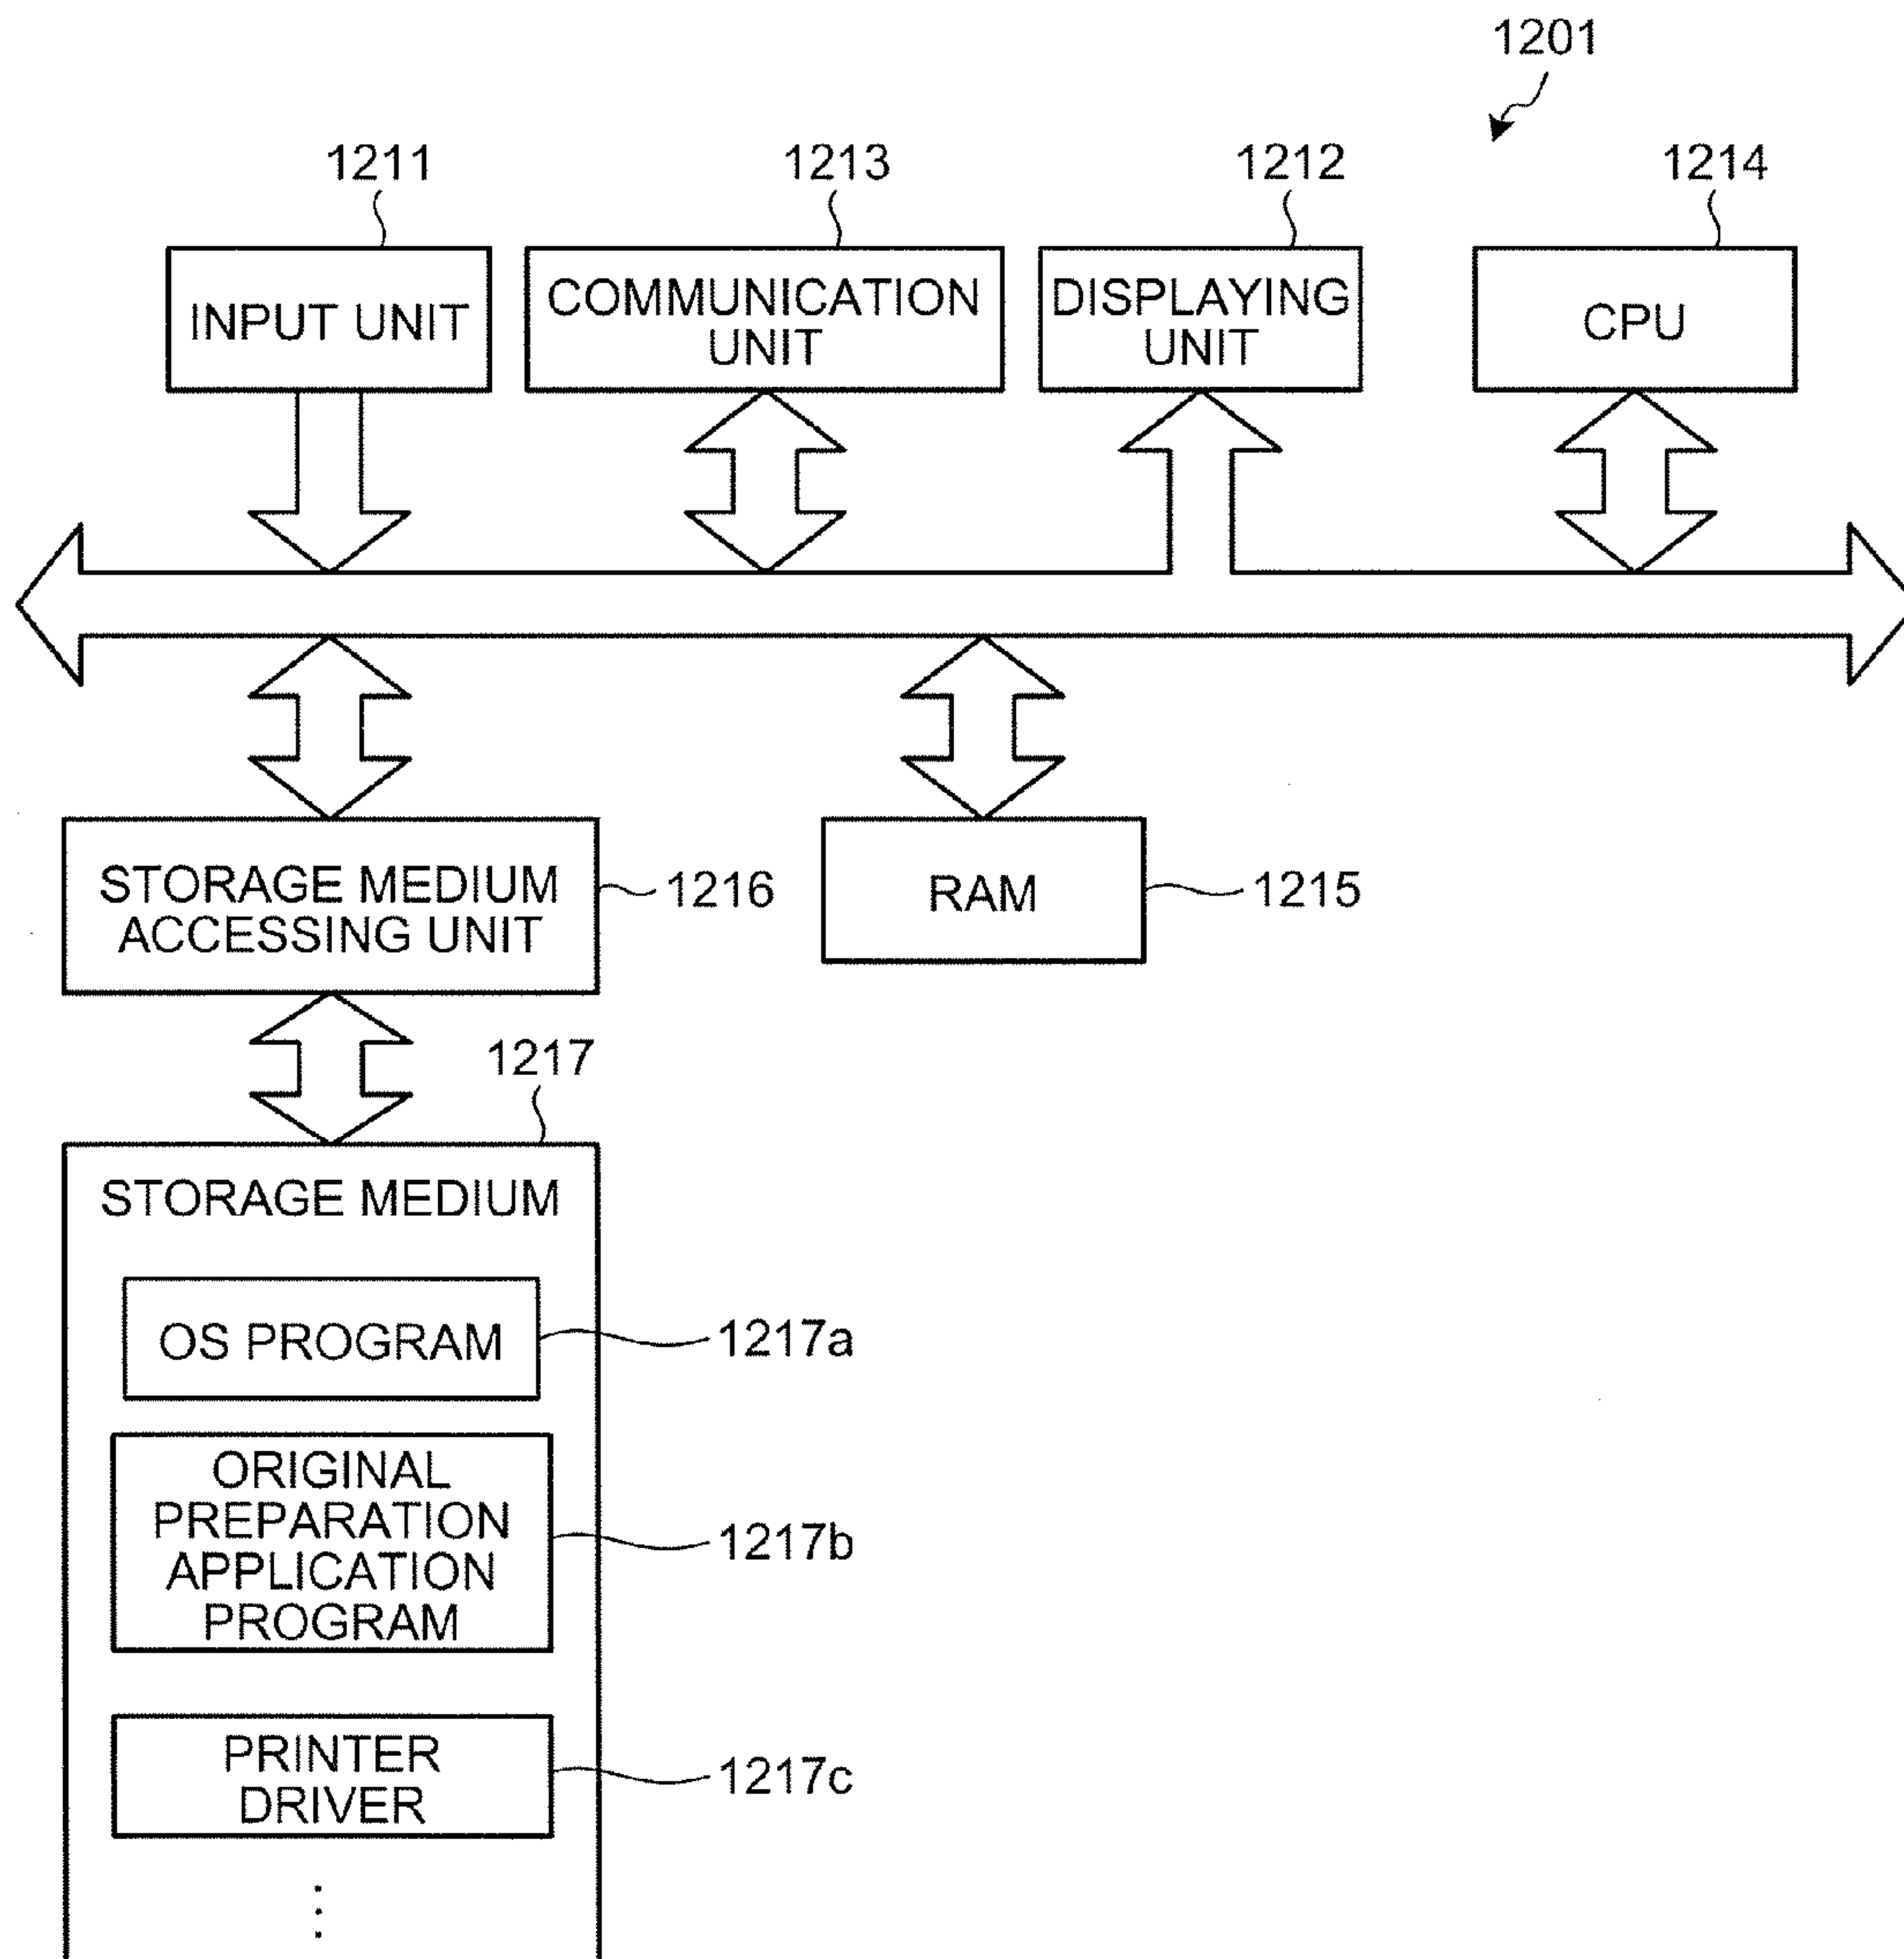 1201
1211
1213
1212
1214
INPUT UNIT
COMMUNICATION
UNIT
DISPLAYING
UNIT
CPU
STORAGE MEDIUM
ACCESSING UNIT
1216
RAM
1215
1217
STORAGE MEDIUM
OS PROGRAM
1217a
ORIGINAL
PREPARATION
APPLICATION
PROGRAM
1217b
PRINTER
DRIVER
1217c